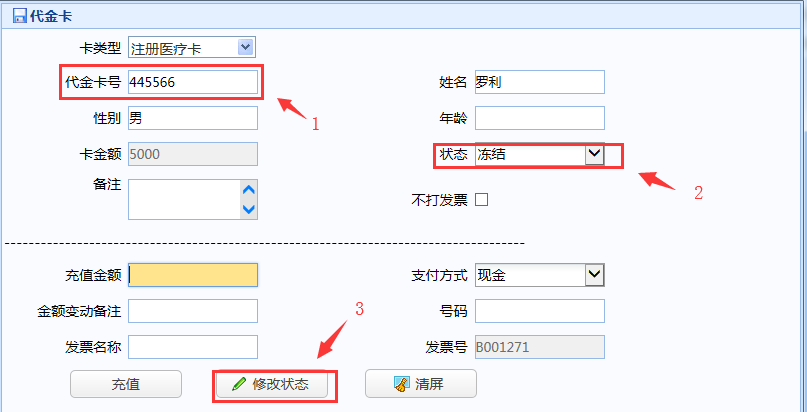 代金卡
卡类型 注册医疗卡
代金卡号 445566 姓名 罗利
1
性别 男 年龄
卡金额 5000 状态 冻结
2
备注 不打发票
充值金额 支付方式 现金
金额变动备注 号码
3
发票名称 发票号 B001271
充值 修改状态 清屏